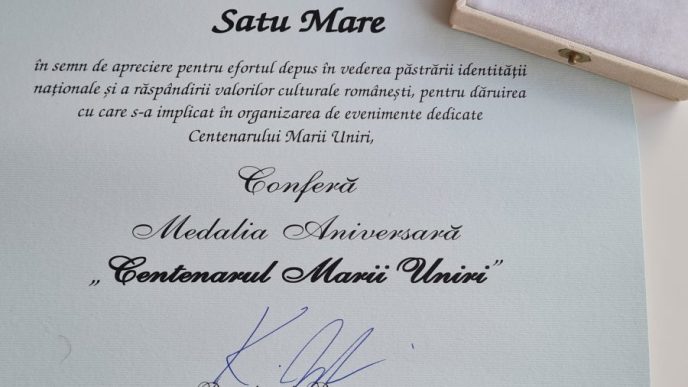 Satu Mare
în semn de apreciere pentru efortul depus în vederea păstrării identității
naționale și a răspândirii valorilor culturale românești, pentru dăruirea
cu care s-a implicat în organizarea de evenimente dedicate
Centenarului Marii Uniri,
Conferă
Medalia Aniversară
„Centenarul Marii Uniri”